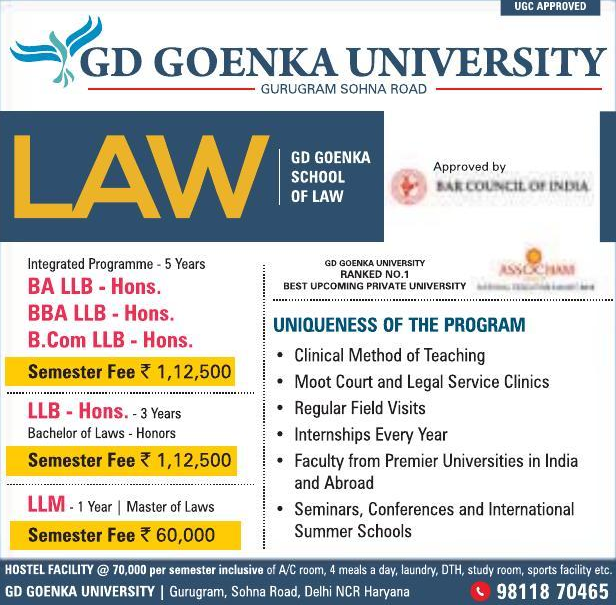 UGC APPROVED
GD GOENKA UNIVERSITY
GURUGRAM SOHNA ROAD
LAW
GD GOENKA
SCHOOL
OF LAW
Approved by
BAR COUNCIL OF INDIA
Integrated Programme - 5 Years
BA LLB - Hons.
BBA LLB - Hons.
B.Com LLB - Hons.
Semester Fee ₹ 1,12,500
LLB - Hons. - 3 Years
Bachelor of Laws - Honors
Semester Fee ₹ 1,12,500
LLM - 1 Year | Master of Laws
Semester Fee ₹ 60,000
GD GOENKA UNIVERSITY
RANKED NO.1
BEST UPCOMING PRIVATE UNIVERSITY
ASSOCHAM
UNIQUENESS OF THE PROGRAM
• Clinical Method of Teaching
• Moot Court and Legal Service Clinics
• Regular Field Visits
• Internships Every Year
• Faculty from Premier Universities in India
and Abroad
• Seminars, Conferences and International
Summer Schools
HOSTEL FACILITY @ 70,000 per semester inclusive of A/C room, 4 meals a day, laundry, DTH, study room, sports facility etc.
GD GOENKA UNIVERSITY | Gurugram, Sohna Road, Delhi NCR Haryana
98118 70465